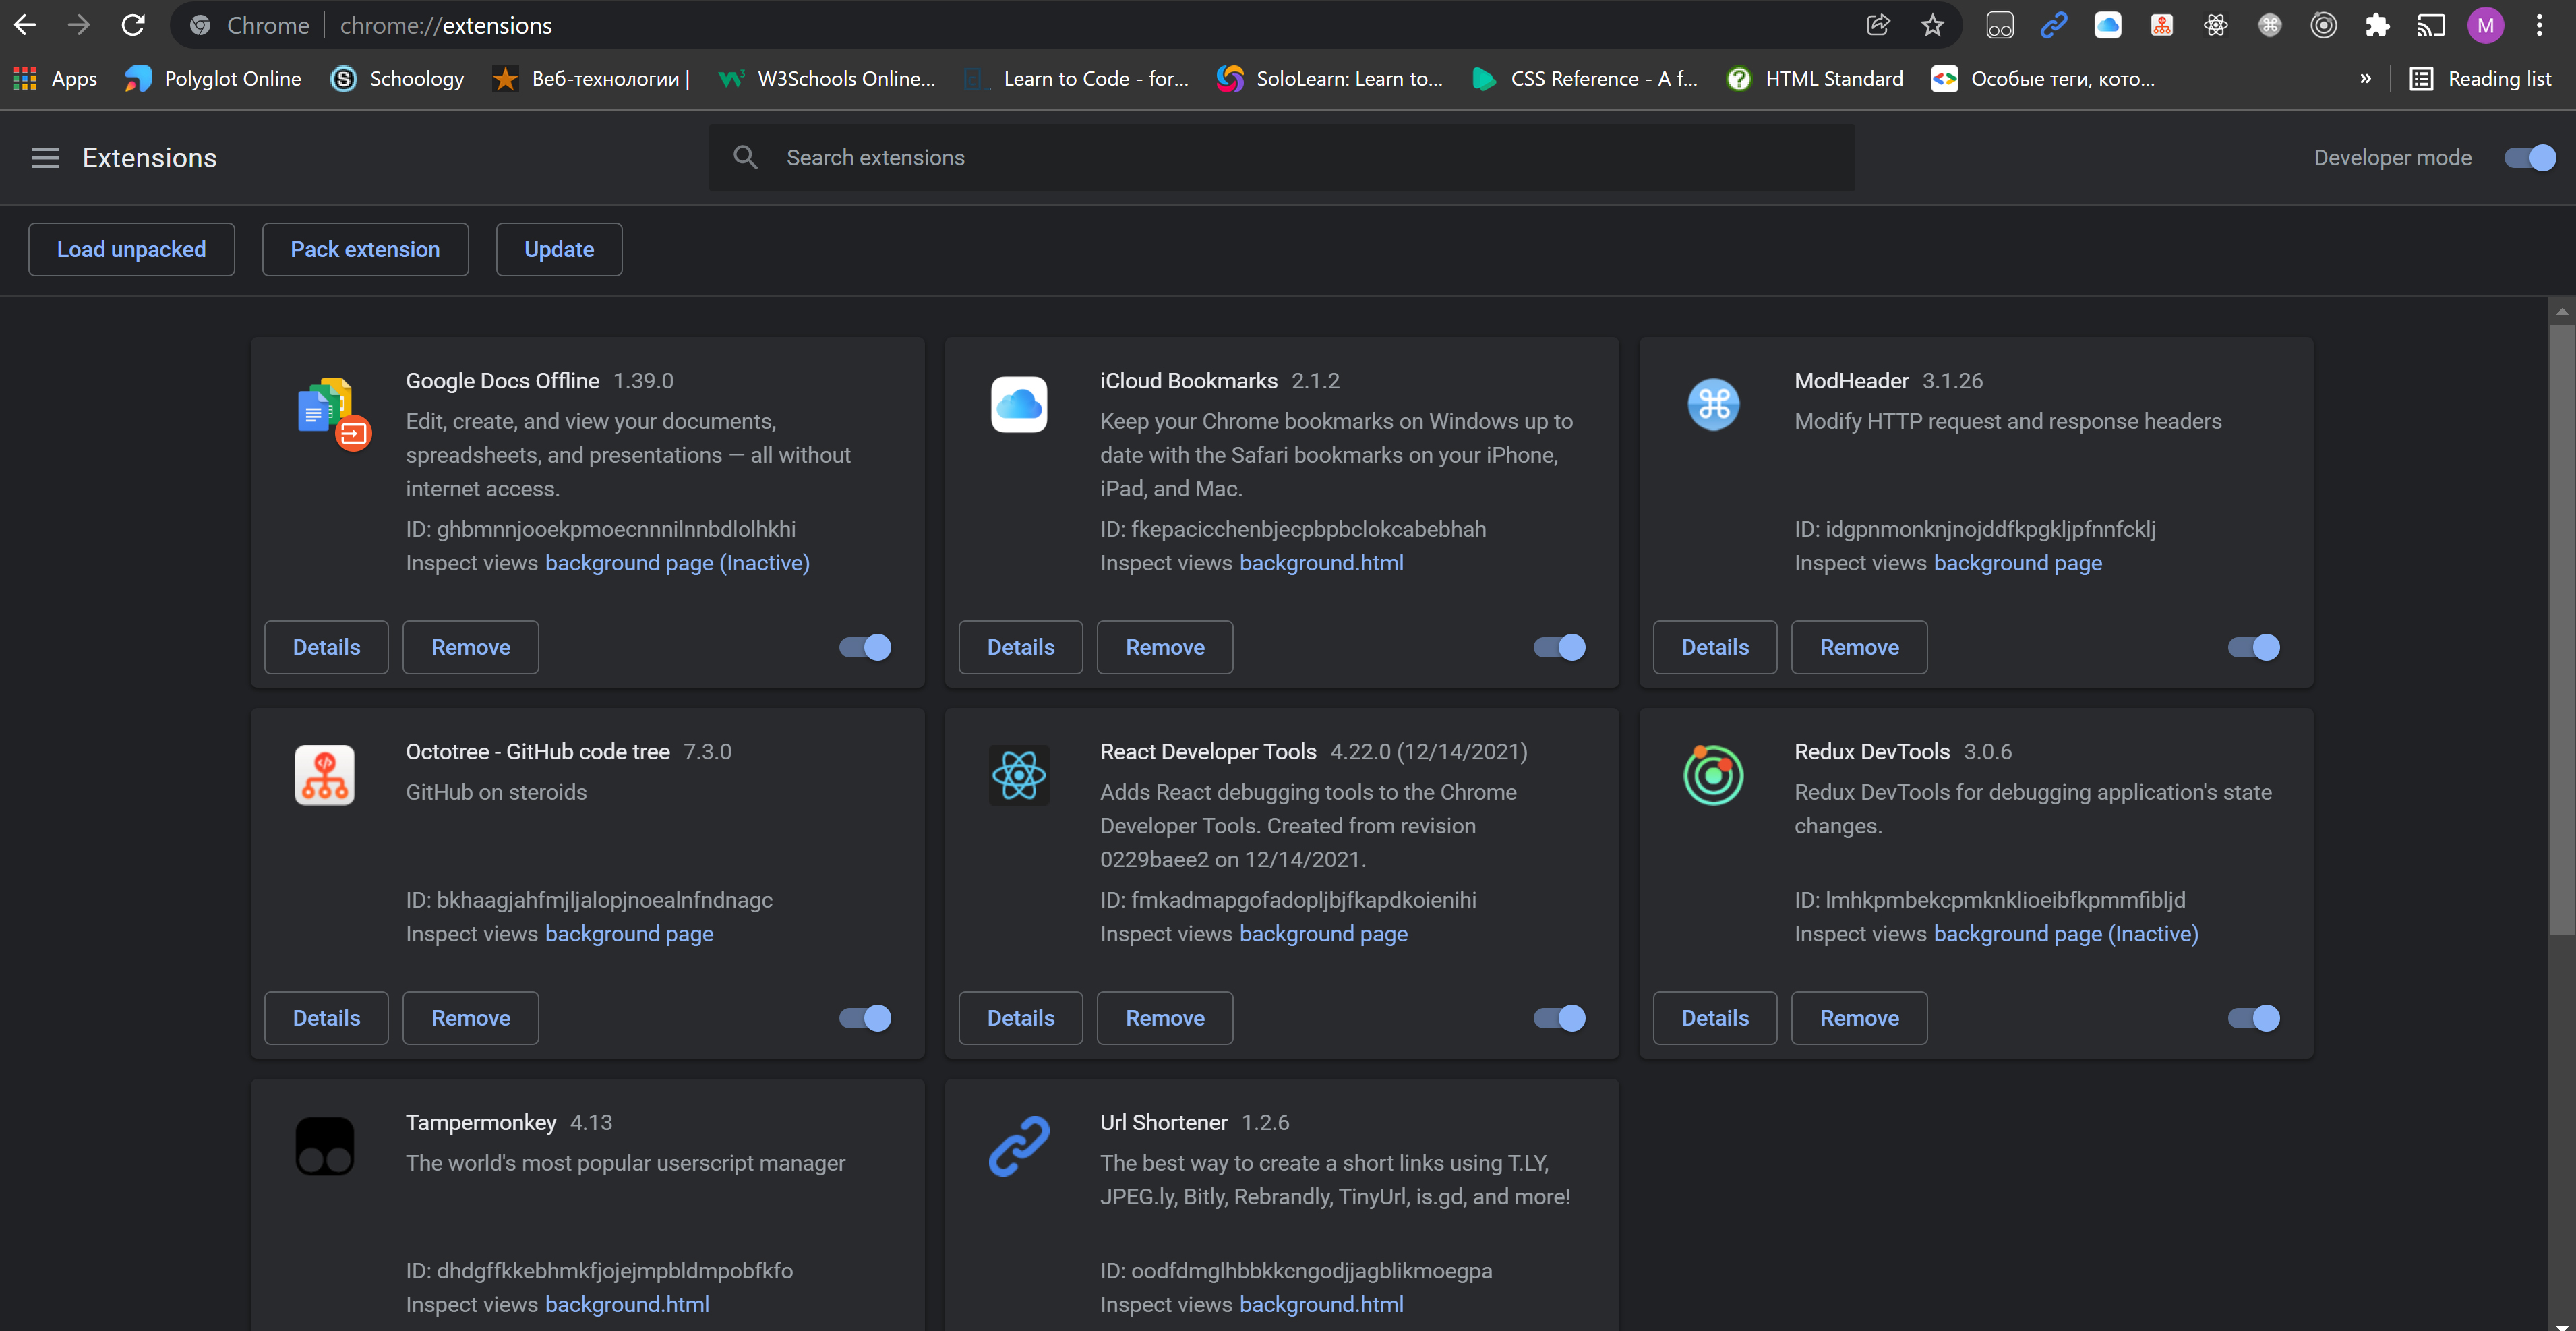 Chrome | chrome://extensions
M
Apps Polyglot Online Schoology Веб-технологии | W3Schools Online... Learn to Code - for... SoloLearn: Learn to... CSS Reference - A f... HTML Standard Особые теги, кото... » Reading list
Extensions Search extensions Developer mode
Load unpacked Pack extension Update
Google Docs Offline 1.39.0
Edit, create, and view your documents,
spreadsheets, and presentations — all without
internet access.
ID: ghbmnnjooekpmoecnnnilnnbdlolhkhi
Inspect views background page (Inactive)
Details Remove
iCloud Bookmarks 2.1.2
Keep your Chrome bookmarks on Windows up to
date with the Safari bookmarks on your iPhone,
iPad, and Mac.
ID: fkepacicchenbjecpbpbclokcabebhah
Inspect views background.html
Details Remove
ModHeader 3.1.26
Modify HTTP request and response headers
ID: idgpnmonknjnojddfkpgkljpfnnfcklj
Inspect views background page
Details Remove
Octotree - GitHub code tree 7.3.0
GitHub on steroids
ID: bkhaagjahfmjljalopjnoealnfndnagc
Inspect views background page
Details Remove
React Developer Tools 4.22.0 (12/14/2021)
Adds React debugging tools to the Chrome
Developer Tools. Created from revision
0229baee2 on 12/14/2021.
ID: fmkadmapgofadopljbjfkapdkoienihi
Inspect views background page
Details Remove
Redux DevTools 3.0.6
Redux DevTools for debugging application's state
changes.
ID: lmhkpmbekcpmknklioeibfkpmmfibljd
Inspect views background page (Inactive)
Details Remove
Tampermonkey 4.13
The world's most popular userscript manager
ID: dhdgffkkebhmkfjojejmpbldmpobfkfo
Inspect views background.html
Url Shortener 1.2.6
The best way to create a short links using T.LY,
JPEG.ly, Bitly, Rebrandly, TinyUrl, is.gd, and more!
ID: oodfdmglhbbkkcngodjjagblikmoegpa
Inspect views background.html